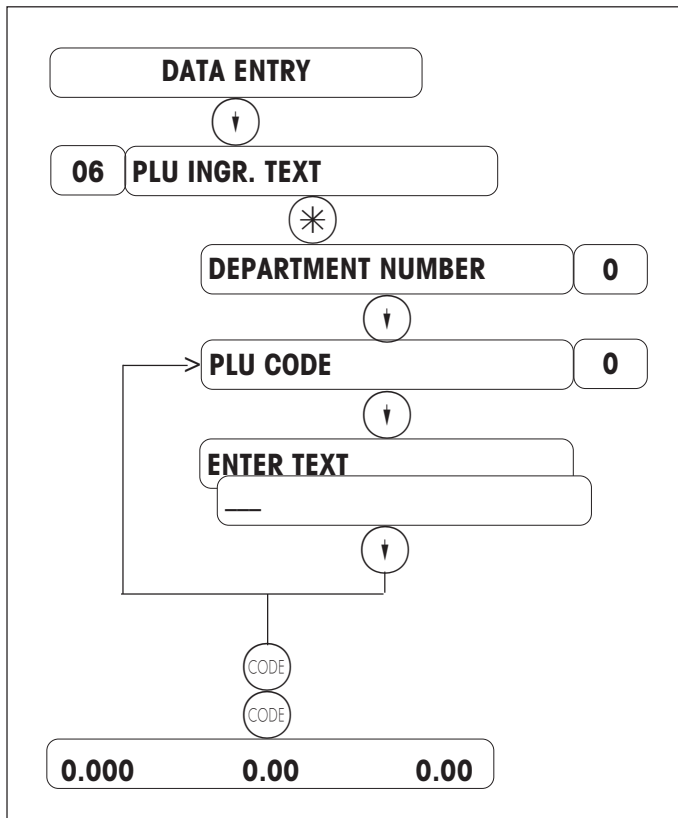 DATA ENTRY
06 PLU INGR. TEXT
DEPARTMENT NUMBER 0
PLU CODE 0
ENTER TEXT
___
CODE
CODE
0.000 0.00 0.00